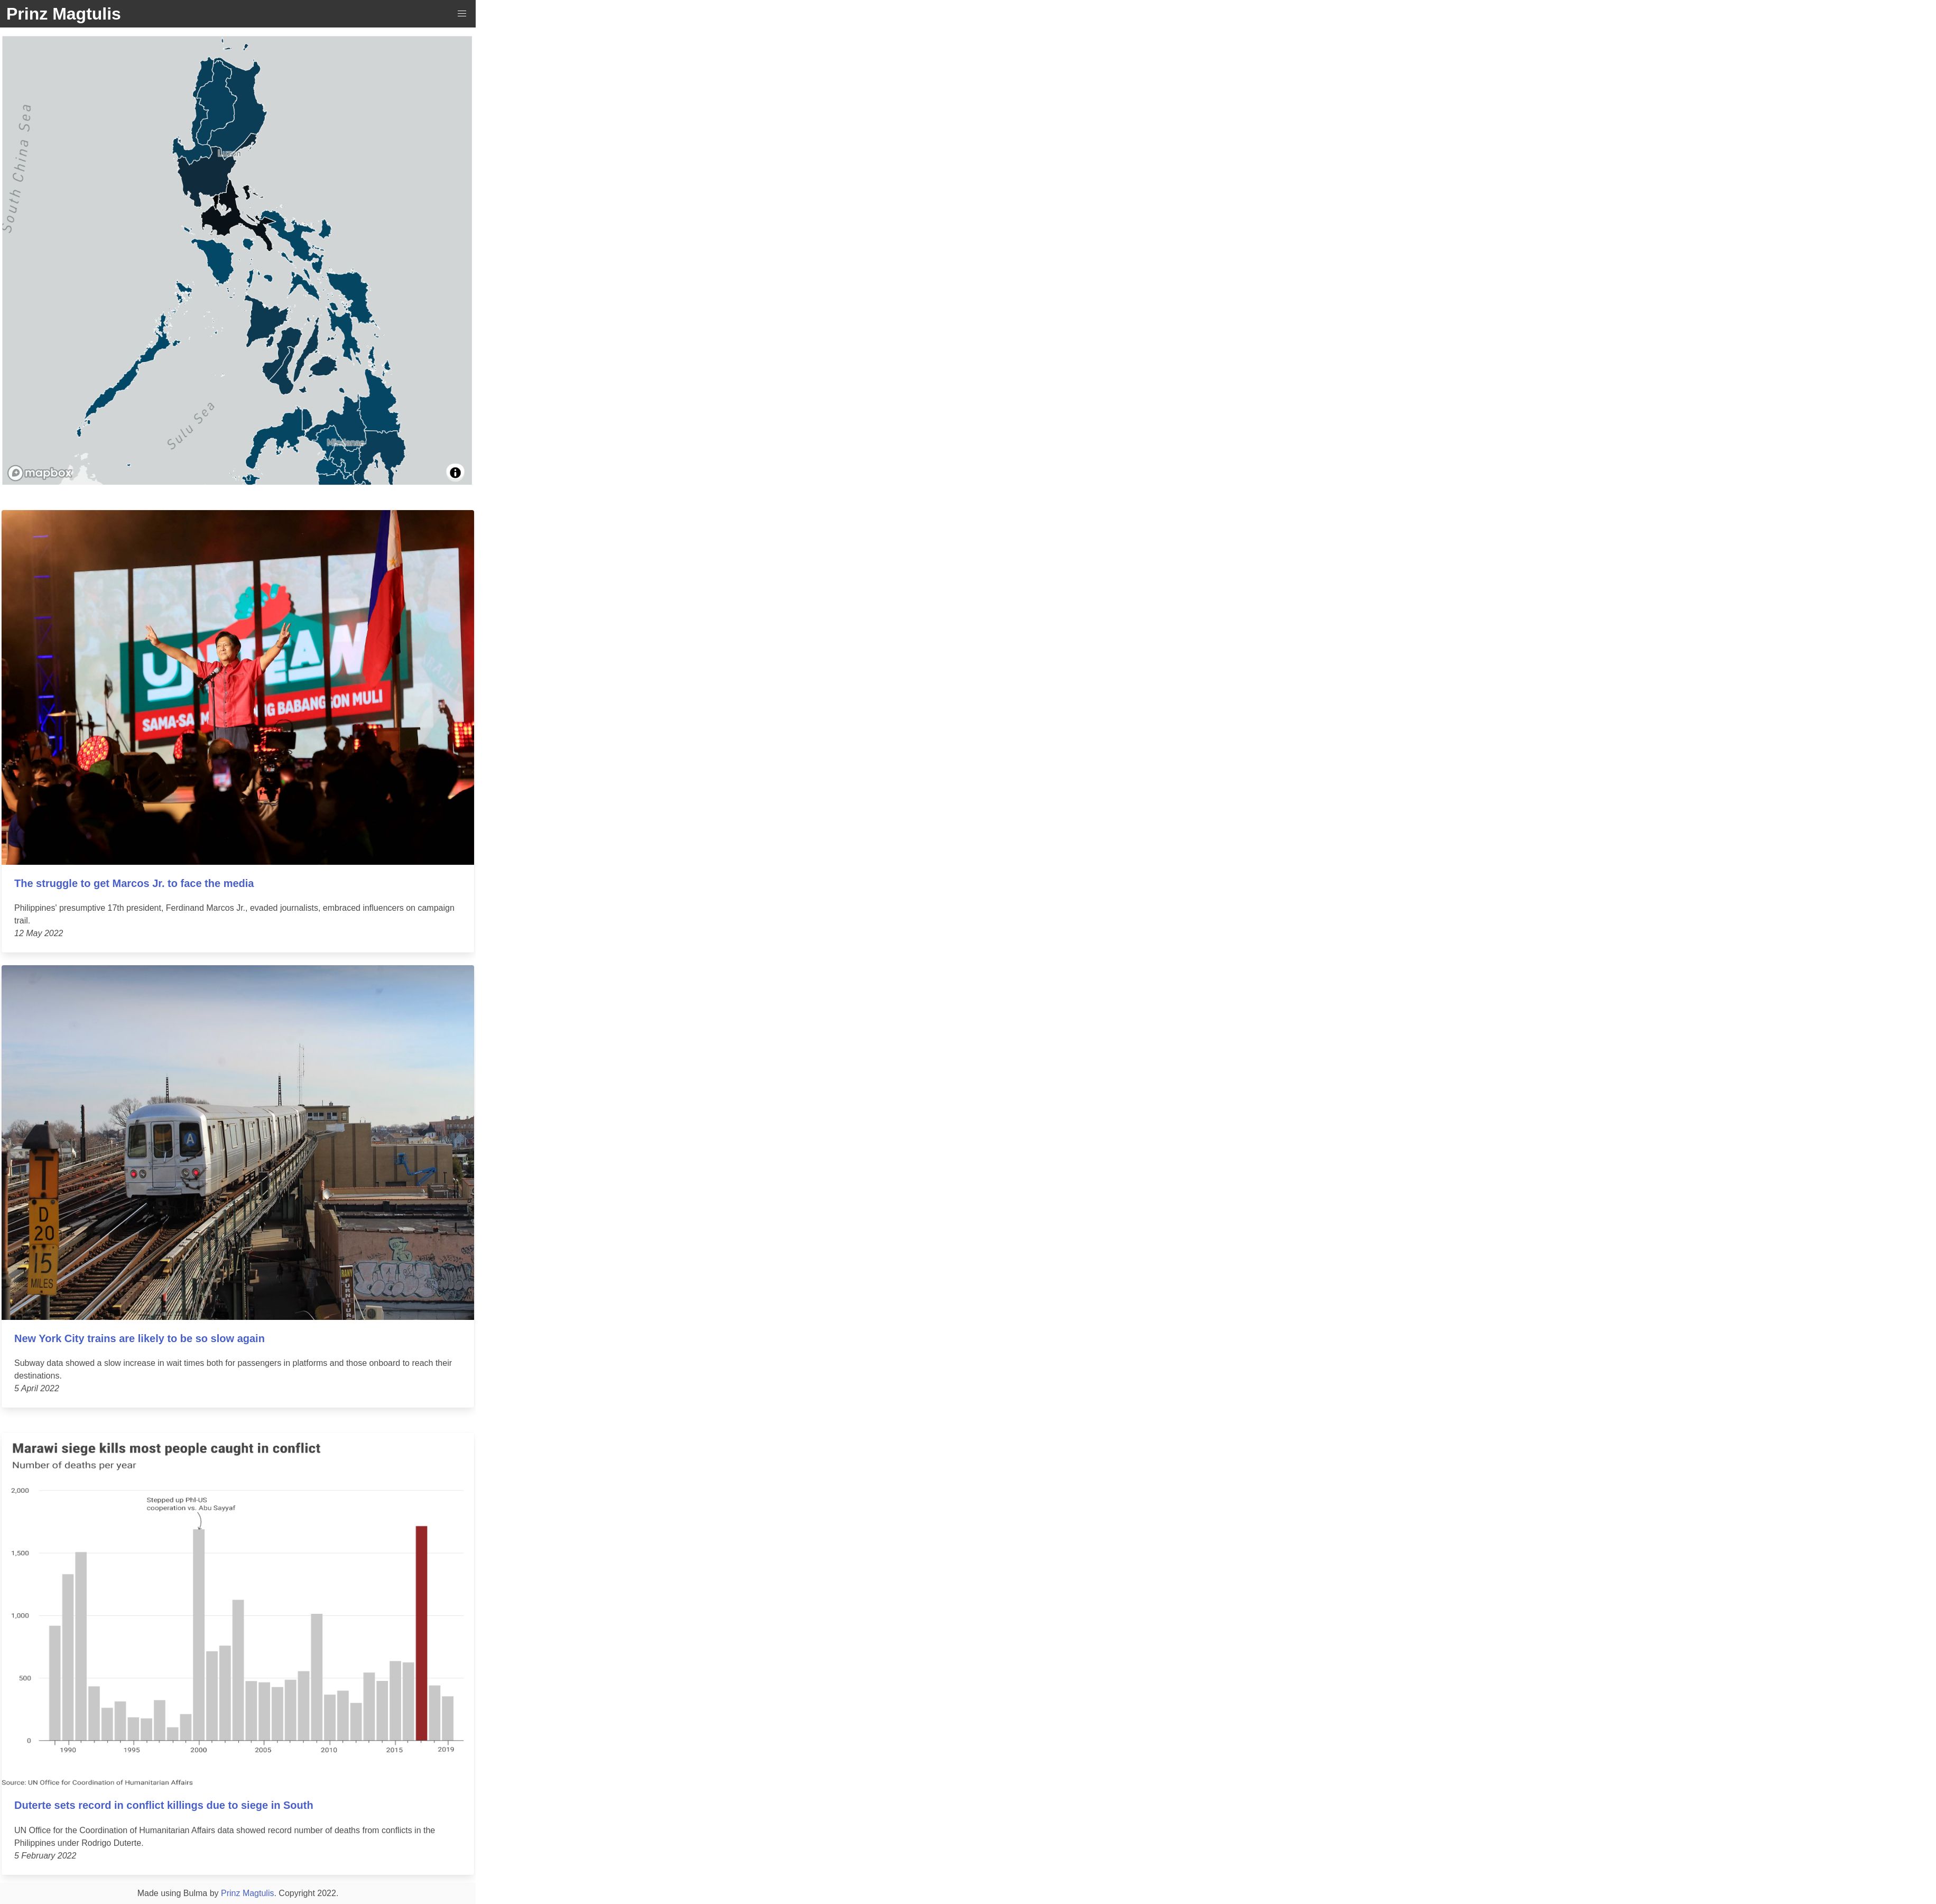 Prinz Magtulis
South China Sea
Luzon
Sulu Sea
Mindanao
mapbox
UN TEAM
SAMA-SA NG BABANGON MULI
The struggle to get Marcos Jr. to face the media
Philippines' presumptive 17th president, Ferdinand Marcos Jr., evaded journalists, embraced influencers on campaign
trail.
12 May 2022
A
T
D
20
15
MILES
FURNITUR
New York City trains are likely to be so slow again
Subway data showed a slow increase in wait times both for passengers in platforms and those onboard to reach their
destinations.
5 April 2022
Marawi siege kills most people caught in conflict
Number of deaths per year
2,000
Stepped up Phl-US
cooperation vs. Abu Sayyaf
1,500
1,000
500
0
1990 1995 2000 2005 2010 2015 2019
Source: UN Office for Coordination of Humanitarian Affairs
Duterte sets record in conflict killings due to siege in South
UN Office for the Coordination of Humanitarian Affairs data showed record number of deaths from conflicts in the
Philippines under Rodrigo Duterte.
5 February 2022
Made using Bulma by Prinz Magtulis. Copyright 2022.